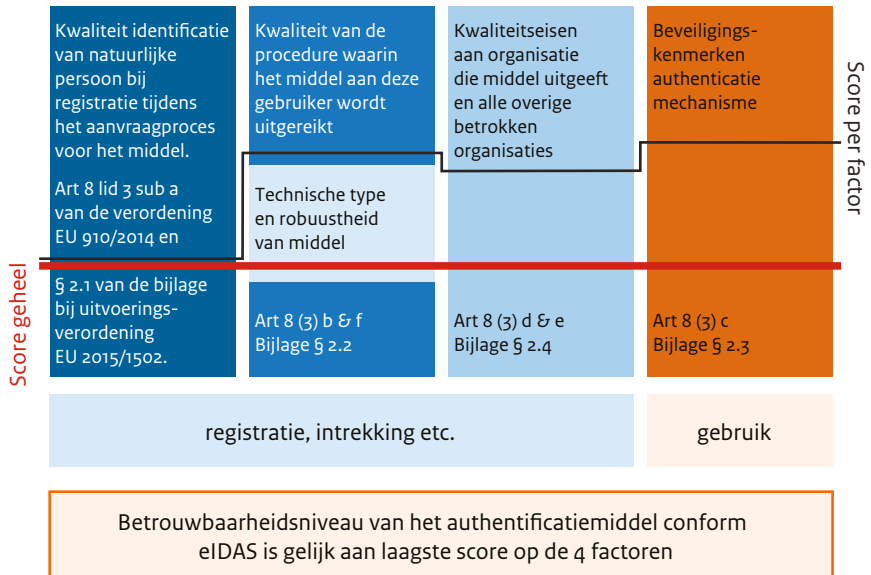 Kwaliteit identificatie
van natuurlijke
persoon bij
registratie tijdens
het aanvraagproces
voor het middel.
Art 8 lid 3 sub a
van de verordening
EU 910/2014 en
§ 2.1 van de bijlage
bij uitvoerings-
verordening
EU 2015/1502.
Kwaliteit van de
procedure waarin
het middel aan deze
gebruiker wordt
uitgereikt
Technische type
en robuustheid
van middel
Art 8 (3) b & f
Bijlage § 2.2
Kwaliteitseisen
aan organisatie
die middel uitgeeft
en alle overige
betrokken
organisaties
Art 8 (3) d & e
Bijlage § 2.4
Beveiligings-
kenmerken
authenticatie
mechanisme
Art 8 (3) c
Bijlage § 2.3
Score per factor
Score geheel
registratie, intrekking etc.
gebruik
Betrouwbaarheidsniveau van het authentificatiemiddel conform
eIDAS is gelijk aan laagste score op de 4 factoren